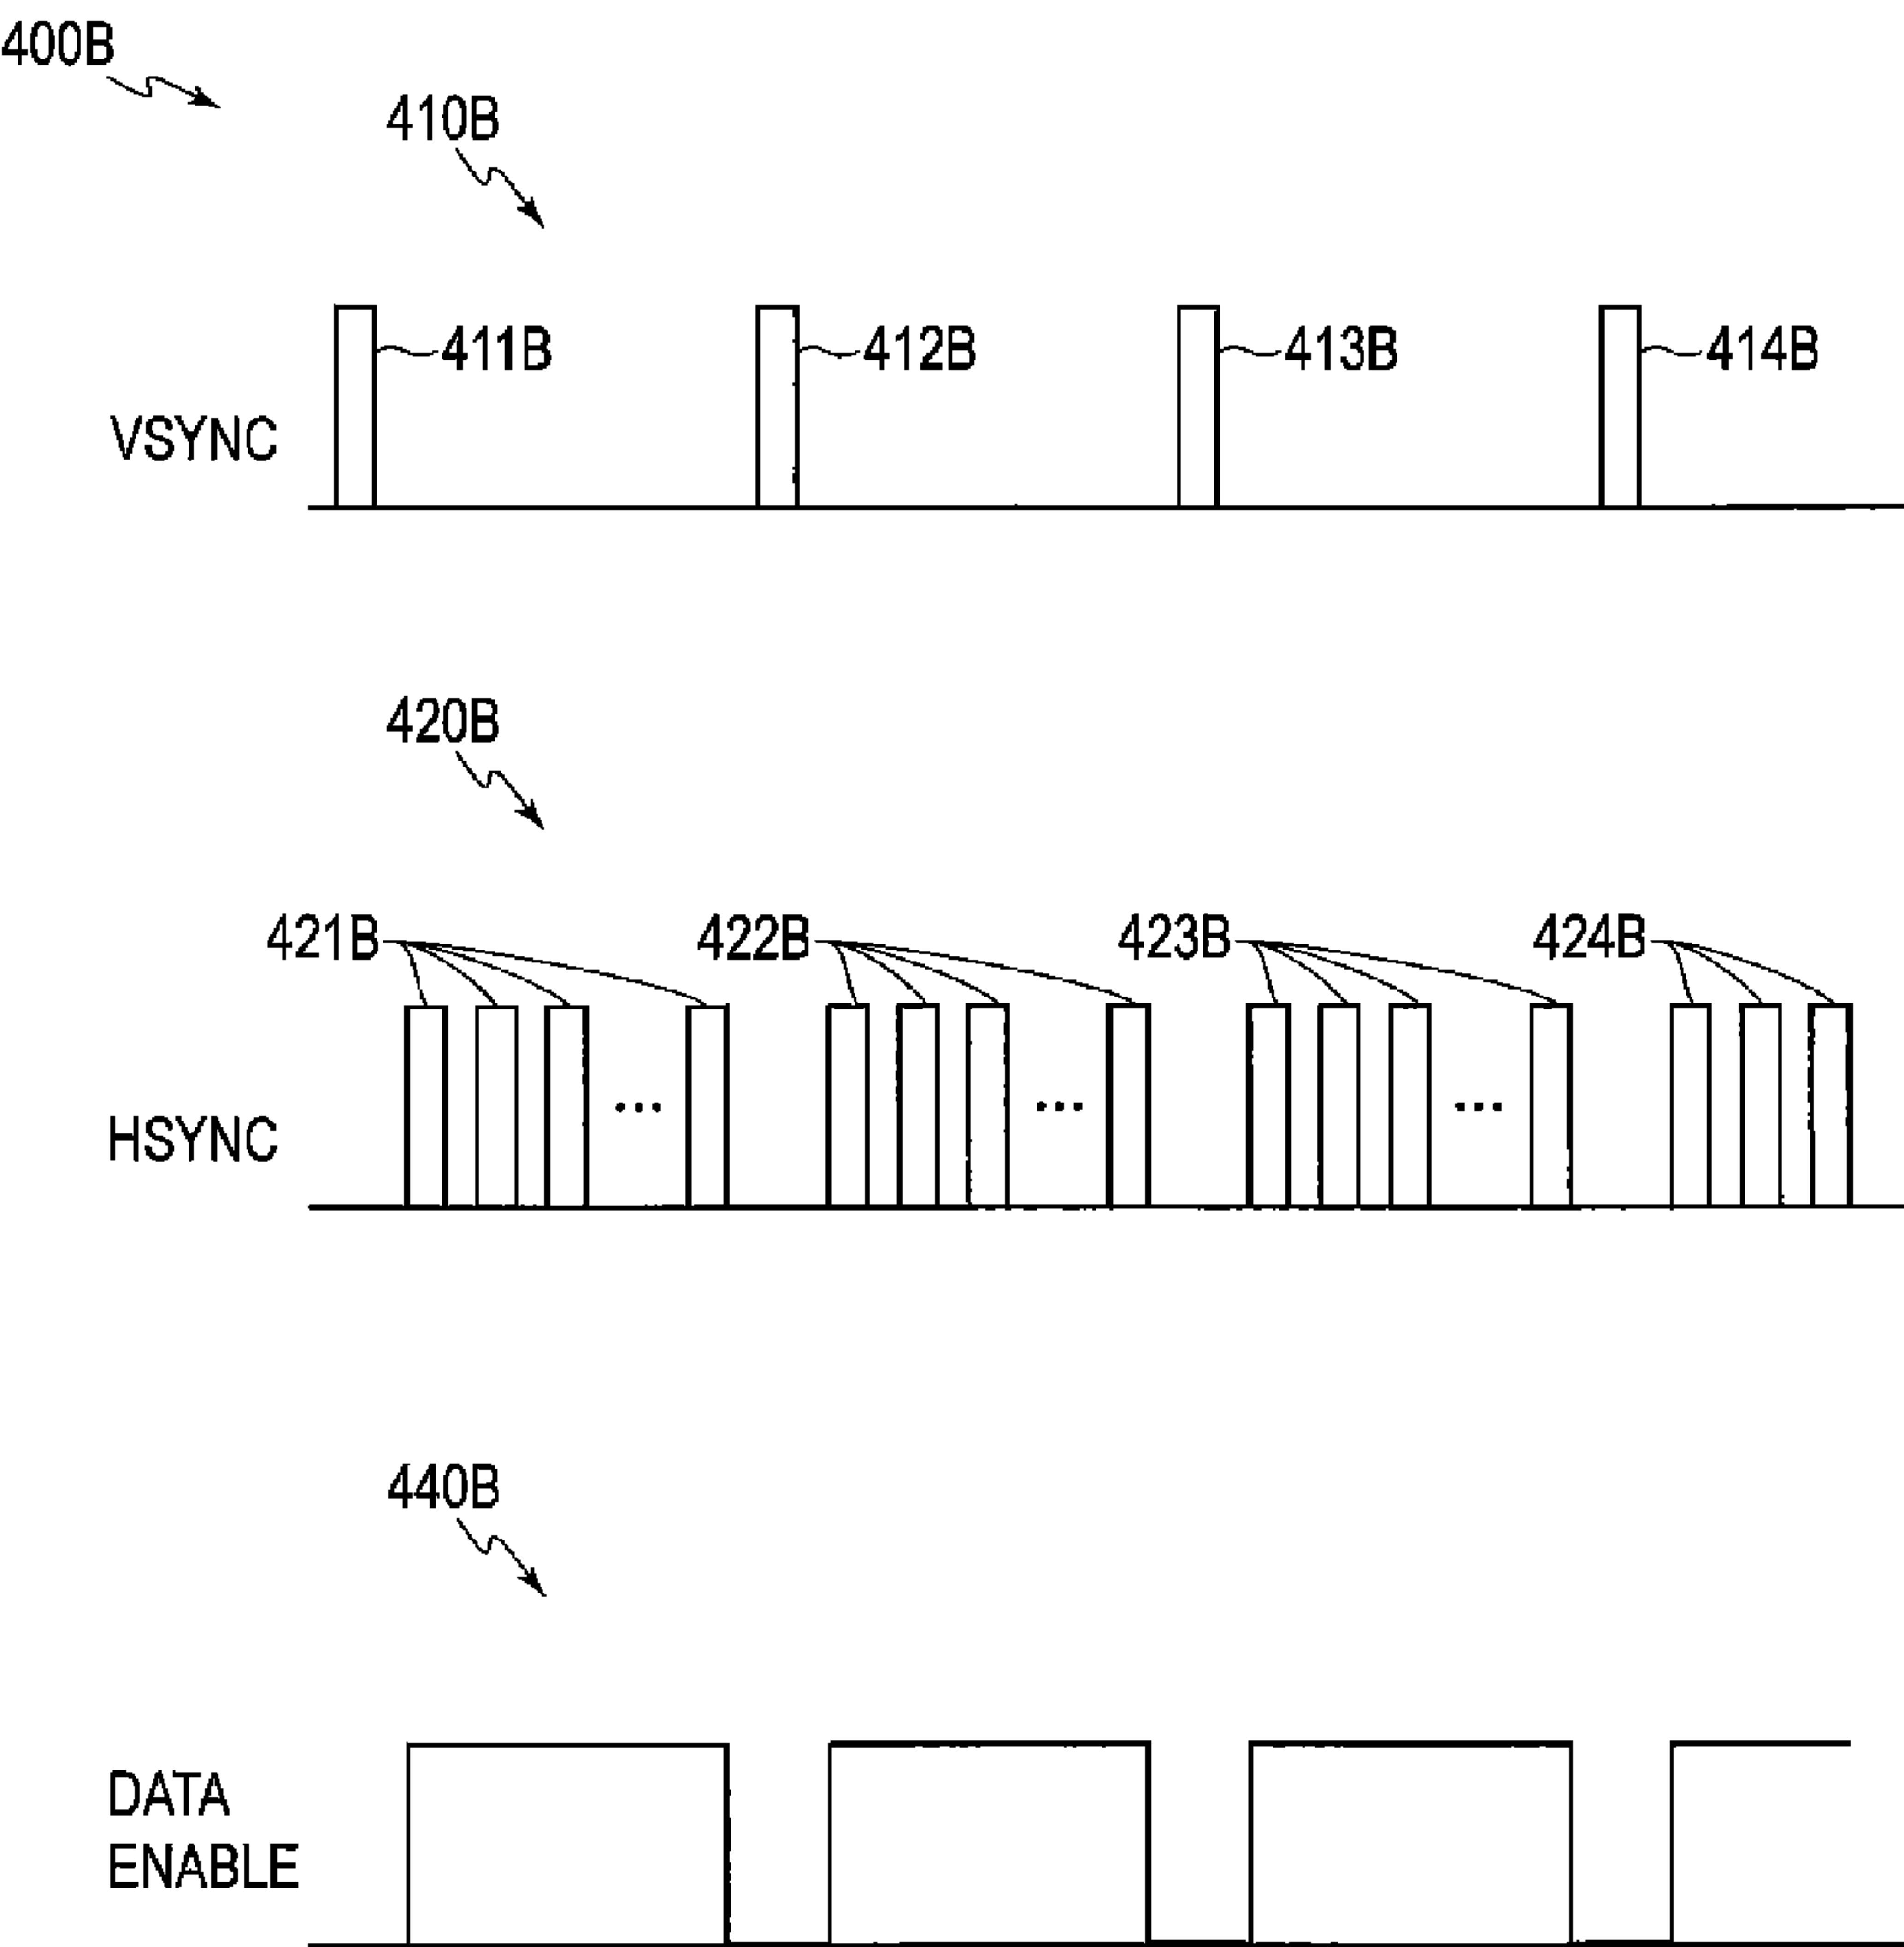 400B
410B
411B
412B
413B
414B
VSYNC
420B
421B
422B
423B
424B
...
...
...
HSYNC
440B
DATA
ENABLE